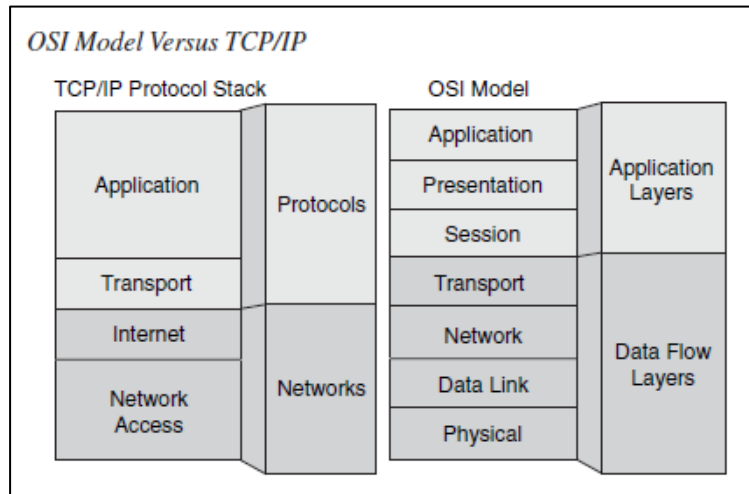 OSI Model Versus TCP/IP
TCP/IP Protocol Stack
Application
Transport
Internet
Network
Access
Protocols
Networks
OSI Model
Application
Presentation
Session
Transport
Network
Data Link
Physical
Application
Layers
Data Flow
Layers